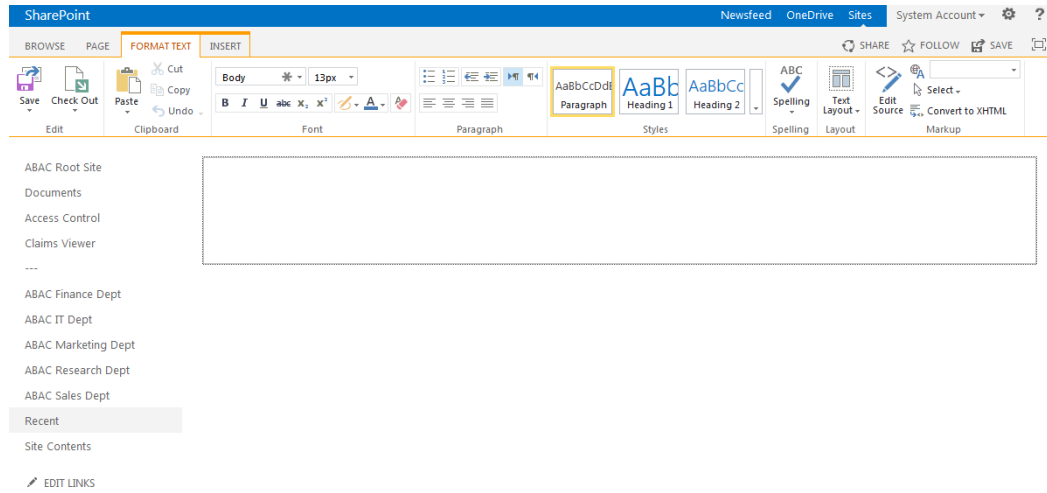 SharePoint Newsfeed OneDrive Sites System Account ?
BROWSE PAGE FORMAT TEXT INSERT SHARE FOLLOW SAVE
Save Check Out Paste Cut Copy Undo
Body 13px
B I U abc X₂ X² A
AaBbCcDdE AaBb AaBbCc
Paragraph Heading 1 Heading 2
ABC Spelling Text Layout Edit Source Select Convert to XHTML
Edit Clipboard Font Paragraph Styles Spelling Layout Markup
ABAC Root Site
Documents
Access Control
Claims Viewer
---
ABAC Finance Dept
ABAC IT Dept
ABAC Marketing Dept
ABAC Research Dept
ABAC Sales Dept
Recent
Site Contents
EDIT LINKS